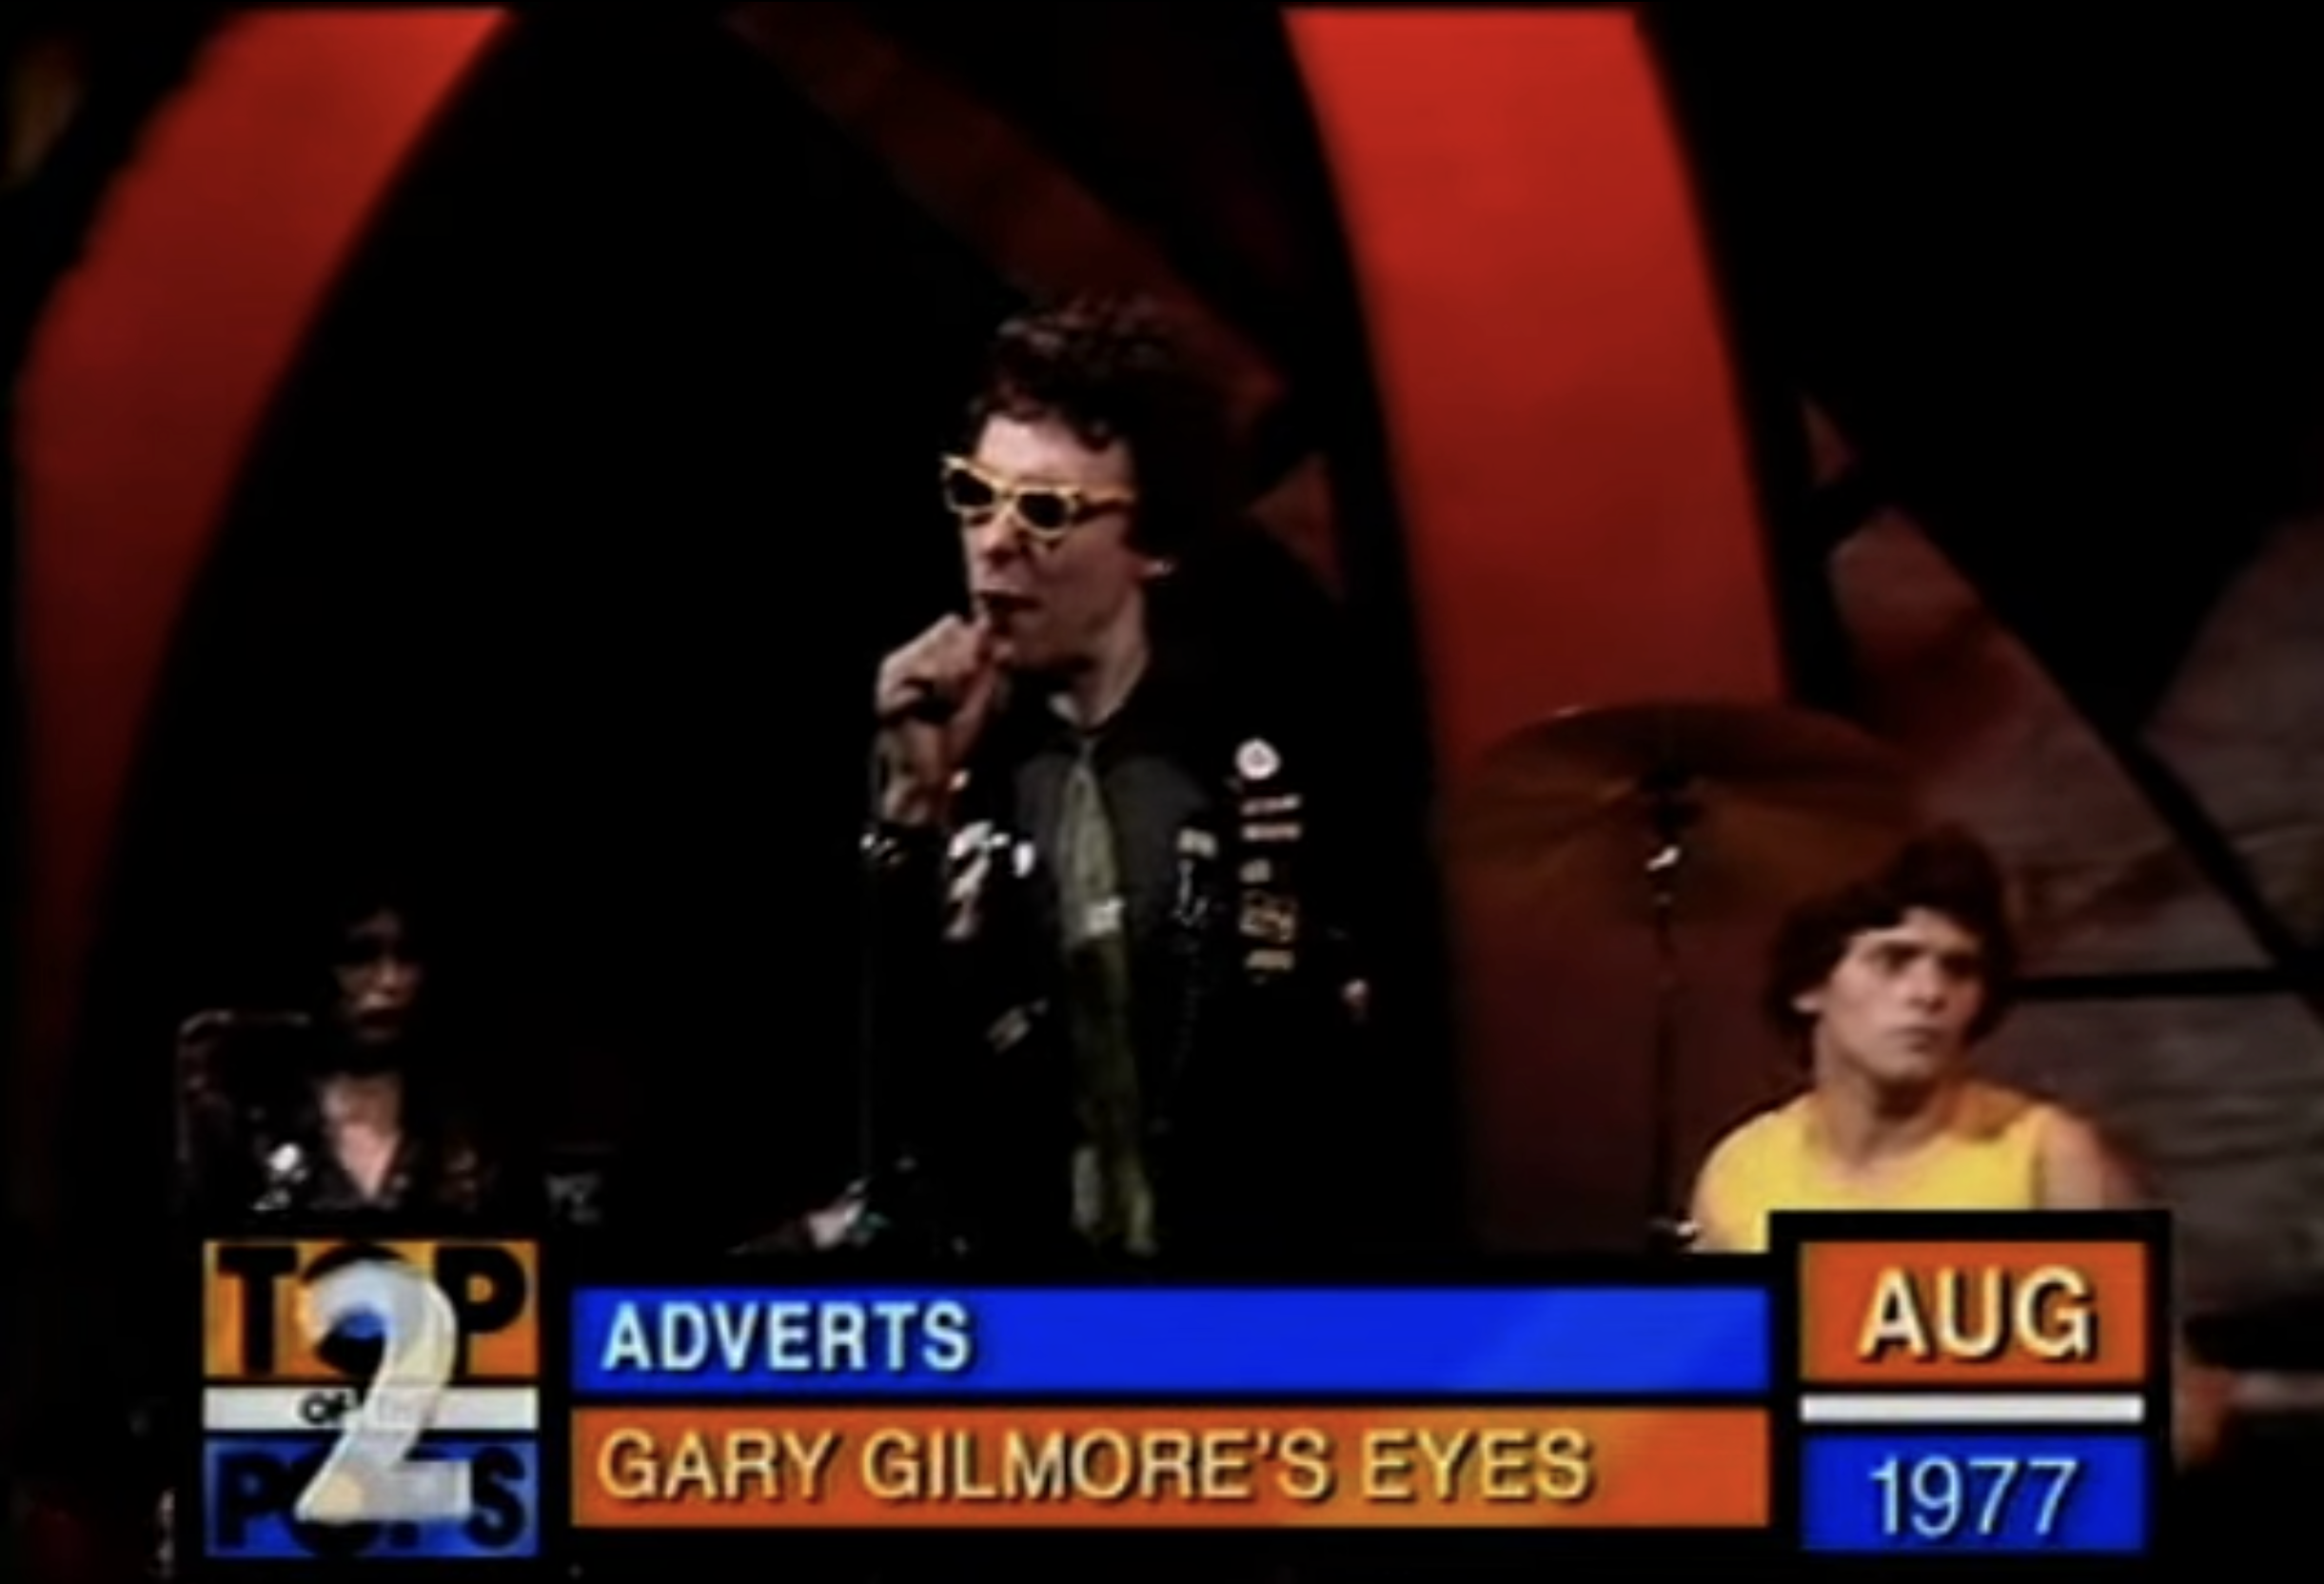 TOP
OF THE
POPS
2
ADVERTS
GARY GILMORE'S EYES
AUG
1977